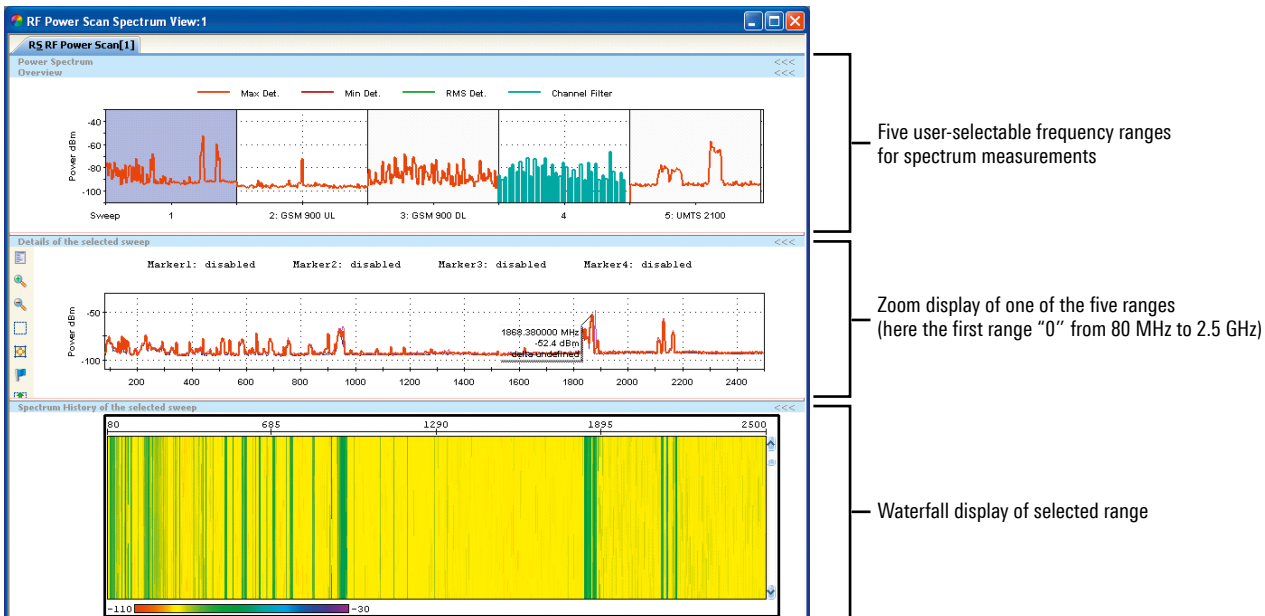 RF Power Scan Spectrum View:1
RS RF Power Scan[1]
Power Spectrum <<<
Overview <<<
Max Det. Min Det. RMS Det. Channel Filter
Power dBm
-40
-60
-80
-100
Sweep 1 2: GSM 900 UL 3: GSM 900 DL 4 5: UMTS 2100
Five user-selectable frequency ranges
for spectrum measurements
Details of the selected sweep <<<
Marker1: disabled Marker2: disabled Marker3: disabled Marker4: disabled
Power dBm
-50
-100
1868.380000 MHz
-52.4 dBm
delta undefined
200 400 600 800 1000 1200 1400 1600 1800 2000 2200 2400
Zoom display of one of the five ranges
(here the first range “0” from 80 MHz to 2.5 GHz)
Spectrum History of the selected sweep <<<
80 685 1290 1895 2500
-110 -30
Waterfall display of selected range